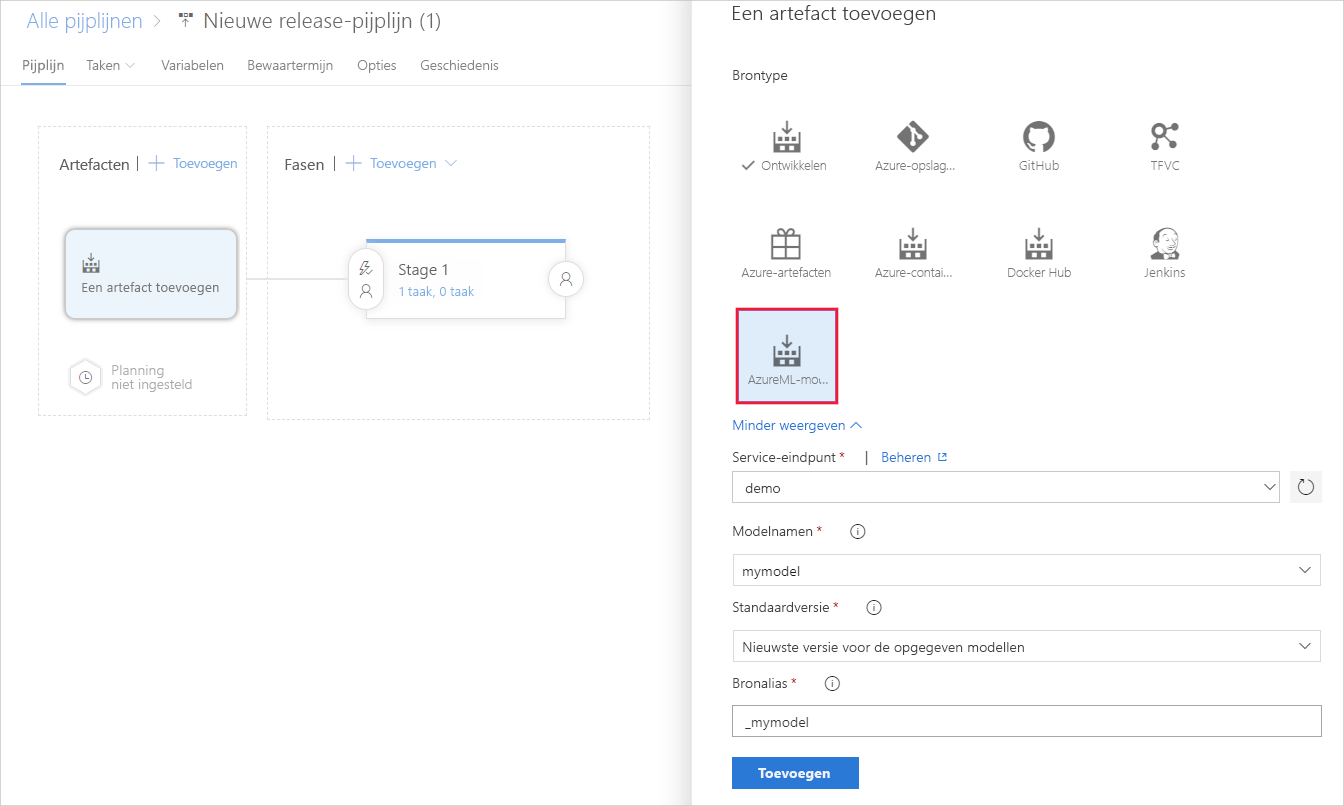 Alle pijplijnen
Nieuwe release-pijplijn (1)
Pijplijn
Taken
Variabelen
Bewaartermijn
Opties
Geschiedenis
Artefacten | + Toevoegen
Fasen | + Toevoegen
Een artefact toevoegen
Stage 1
1 taak, 0 taak
Planning
niet ingesteld
Een artefact toevoegen
Brontype
Ontwikkelen
Azure-opslag...
GitHub
TFVC
Azure-artefacten
Azure-contai...
Docker Hub
Jenkins
AzureML-mo...
Minder weergeven
Service-eindpunt * | Beheren
demo
Modelnamen *
mymodel
Standaardversie *
Nieuwste versie voor de opgegeven modellen
Bronalias *
_mymodel
Toevoegen